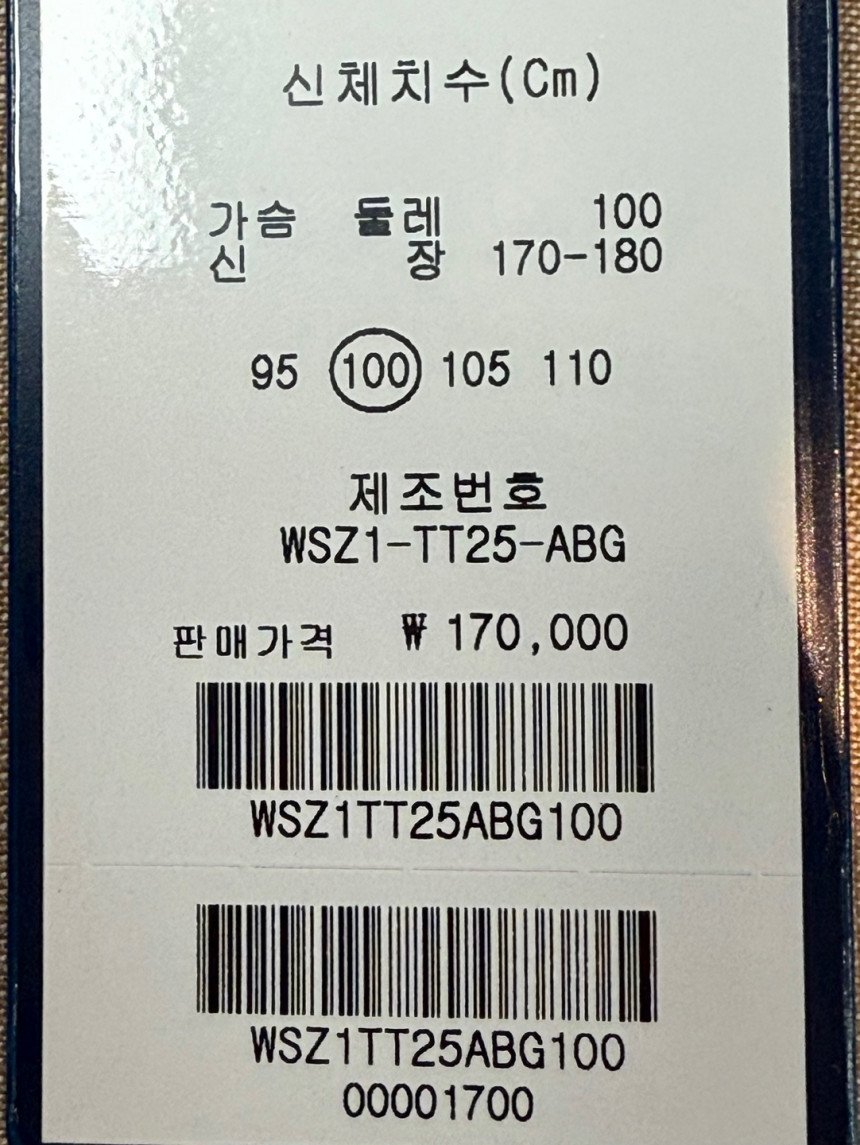 신체치수(Cm)
가슴 둘레 100
신 장 170-180
95 100 105 110
제조번호
WSZ1-TT25-ABG
판매가격 ₩ 170,000
WSZ1TT25ABG100
WSZ1TT25ABG100
00001700